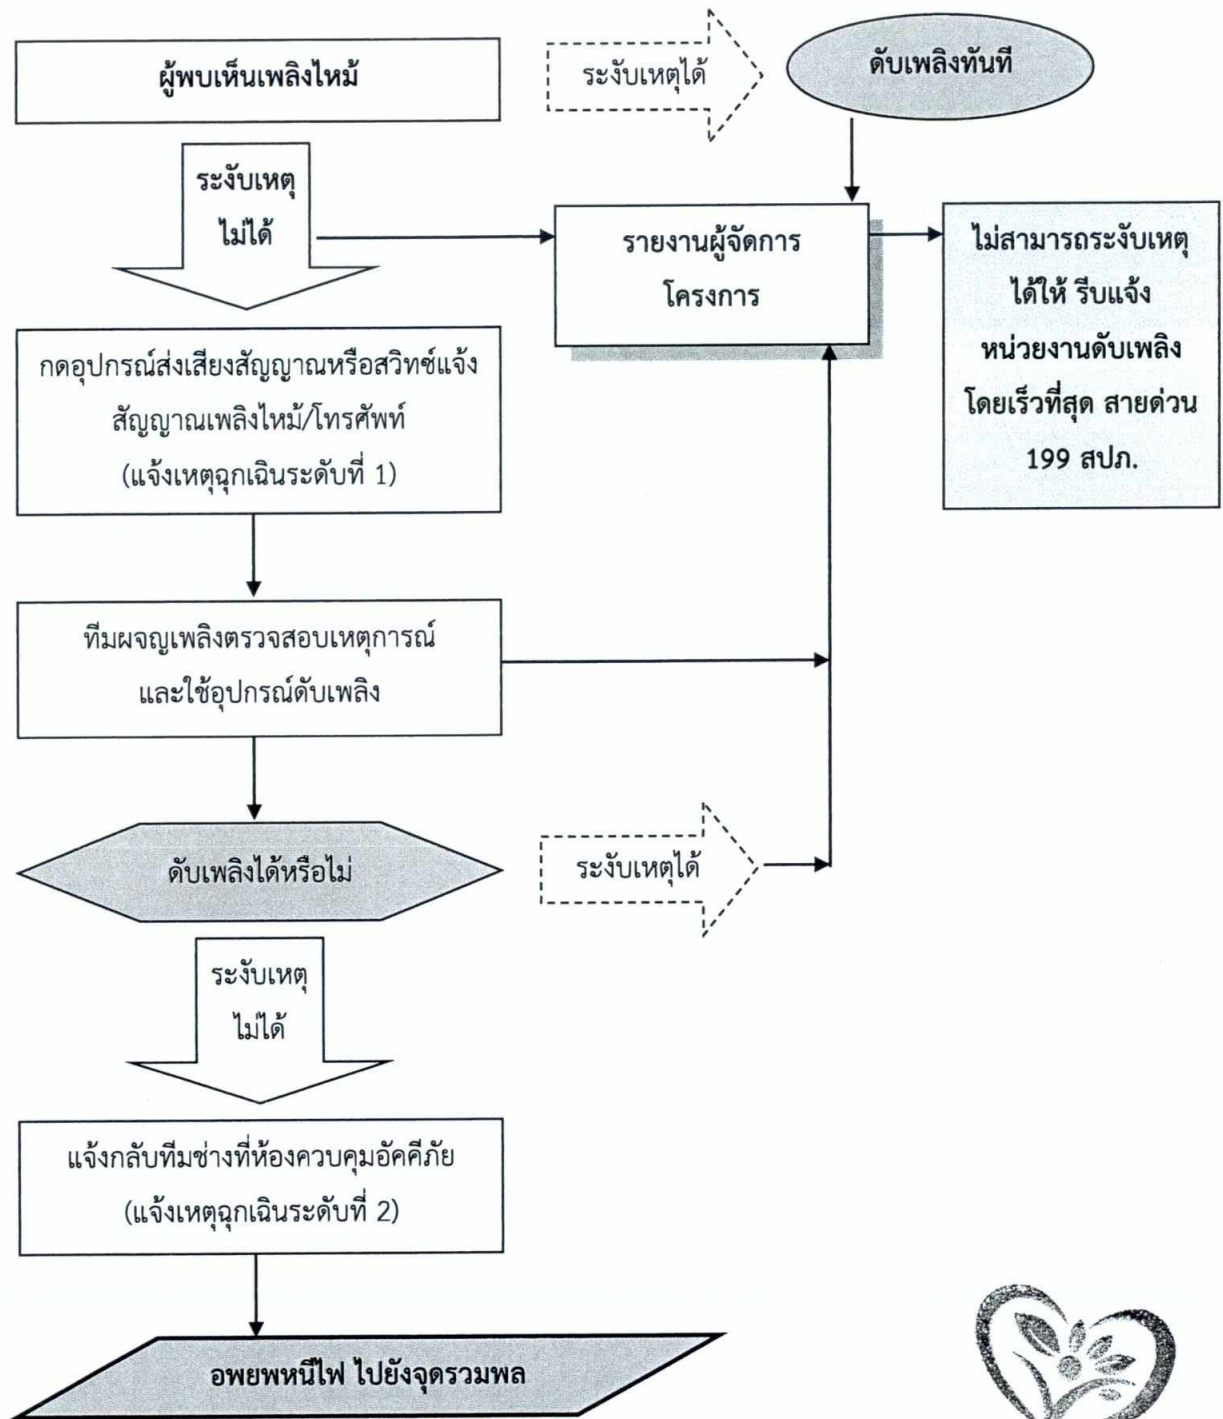 ผู้พบเห็นเพลิงไหม้
ระงับเหตุได้
ดับเพลิงทันที
ระงับเหตุ
ไม่ได้
รายงานผู้จัดการ
โครงการ
ไม่สามารถระงับเหตุ
ได้ให้ รีบแจ้ง
หน่วยงานดับเพลิง
โดยเร็วที่สุด สายด่วน
199 สปภ.
กดอุปกรณ์ส่งเสียงสัญญาณหรือสวิทซ์แจ้ง
สัญญาณเพลิงไหม้/โทรศัพท์
(แจ้งเหตุฉุกเฉินระดับที่ 1)
ทีมผจญเพลิงตรวจสอบเหตุการณ์
และใช้อุปกรณ์ดับเพลิง
ดับเพลิงได้หรือไม่
ระงับเหตุได้
ระงับเหตุ
ไม่ได้
แจ้งกลับทีมช่างที่ห้องควบคุมอัคคีภัย
(แจ้งเหตุฉุกเฉินระดับที่ 2)
อพยพหนีไฟ ไปยังจุดรวมพล